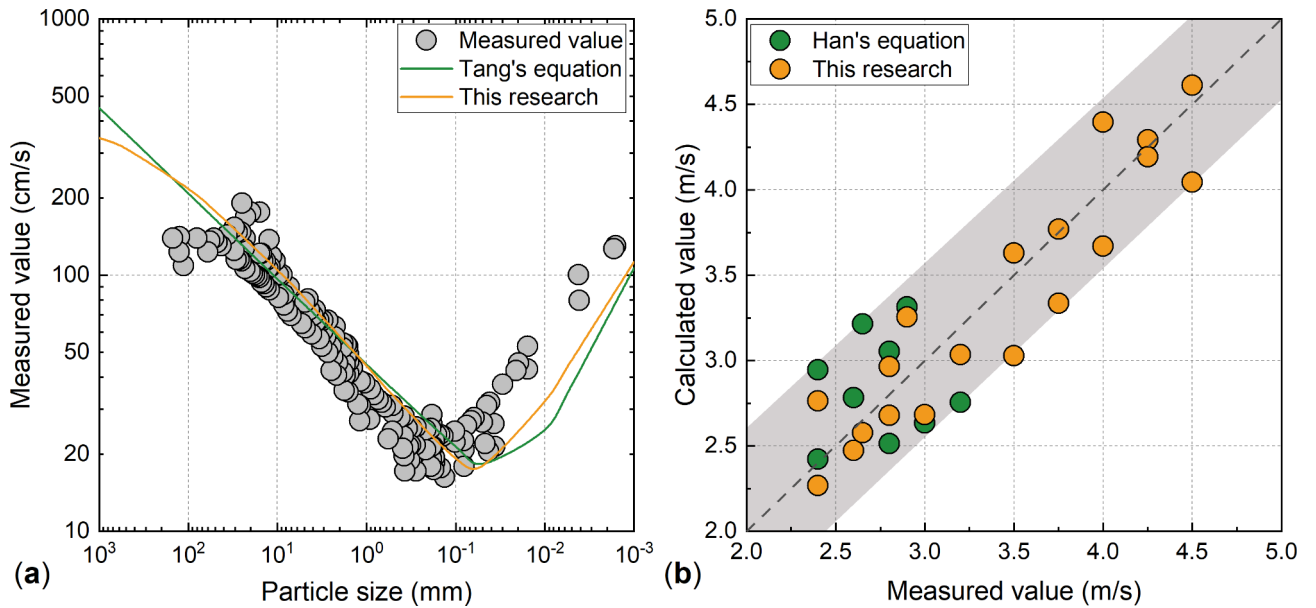 1000
500
200
100
50
20
10
Measured value (cm/s)
Measured value
Tang's equation
This research
10³ 10² 10¹ 10⁰ 10⁻¹ 10⁻² 10⁻³
Particle size (mm)
(a)
5.0
4.5
4.0
3.5
3.0
2.5
2.0
Calculated value (m/s)
Han's equation
This research
2.0 2.5 3.0 3.5 4.0 4.5 5.0
Measured value (m/s)
(b)